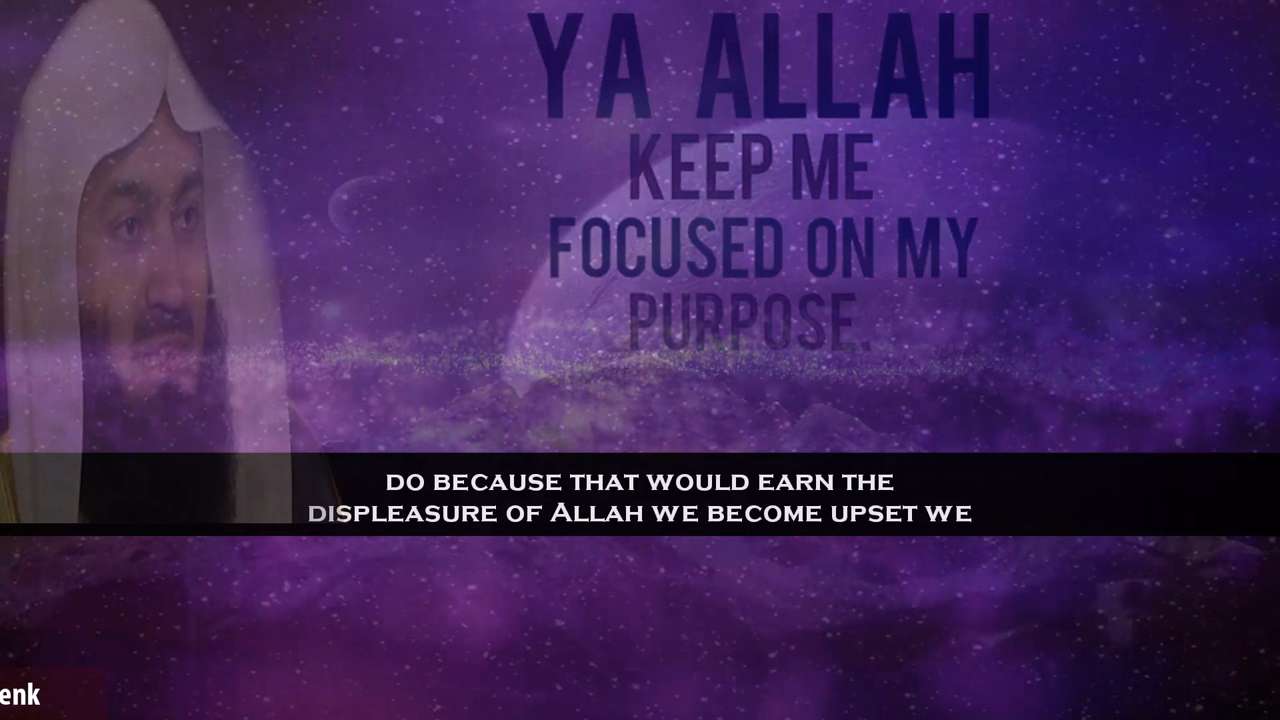 YA ALLAH
KEEP ME
FOCUSED ON MY
PURPOSE.
DO BECAUSE THAT WOULD EARN THE
DISPLEASURE OF ALLAH WE BECOME UPSET WE
enk